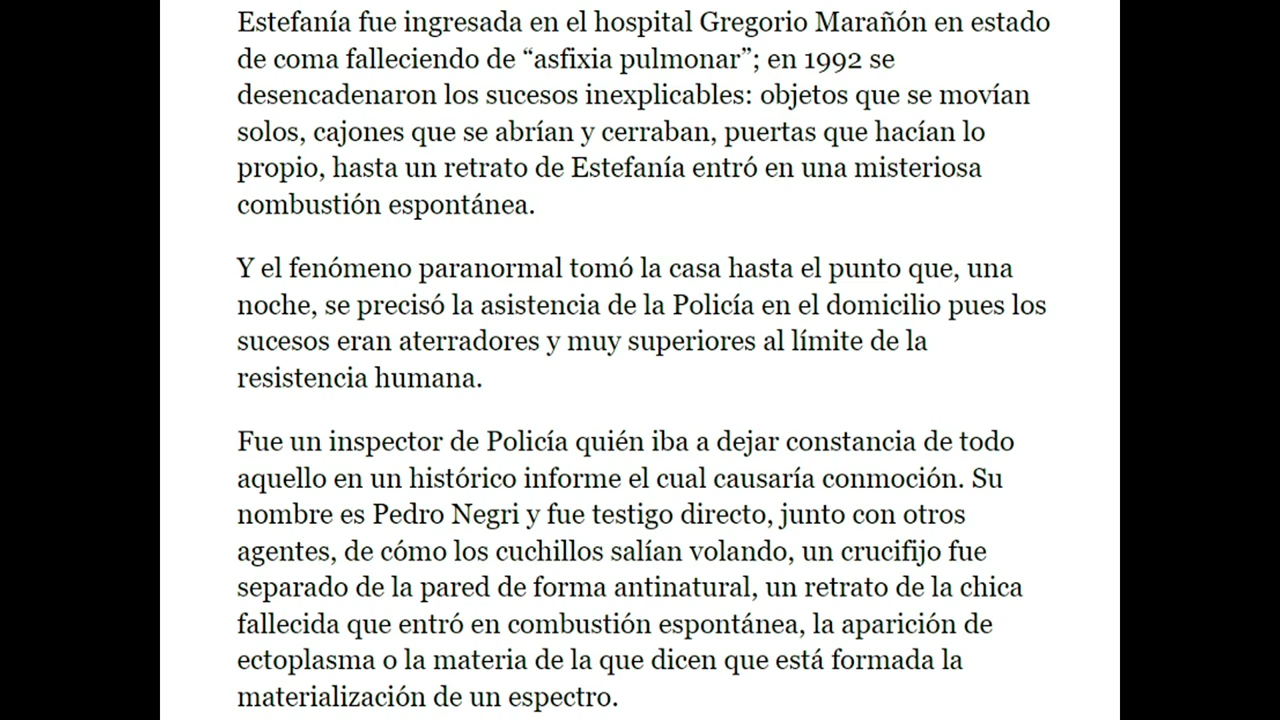 Estefanía fue ingresada en el hospital Gregorio Marañón en estado
de coma falleciendo de “asfixia pulmonar”; en 1992 se
desencadenaron los sucesos inexplicables: objetos que se movían
solos, cajones que se abrían y cerraban, puertas que hacían lo
propio, hasta un retrato de Estefanía entró en una misteriosa
combustión espontánea.
Y el fenómeno paranormal tomó la casa hasta el punto que, una
noche, se precisó la asistencia de la Policía en el domicilio pues los
sucesos eran aterradores y muy superiores al límite de la
resistencia humana.
Fue un inspector de Policía quién iba a dejar constancia de todo
aquello en un histórico informe el cual causaría conmoción. Su
nombre es Pedro Negri y fue testigo directo, junto con otros
agentes, de cómo los cuchillos salían volando, un crucifijo fue
separado de la pared de forma antinatural, un retrato de la chica
fallecida que entró en combustión espontánea, la aparición de
ectoplasma o la materia de la que dicen que está formada la
materialización de un espectro.